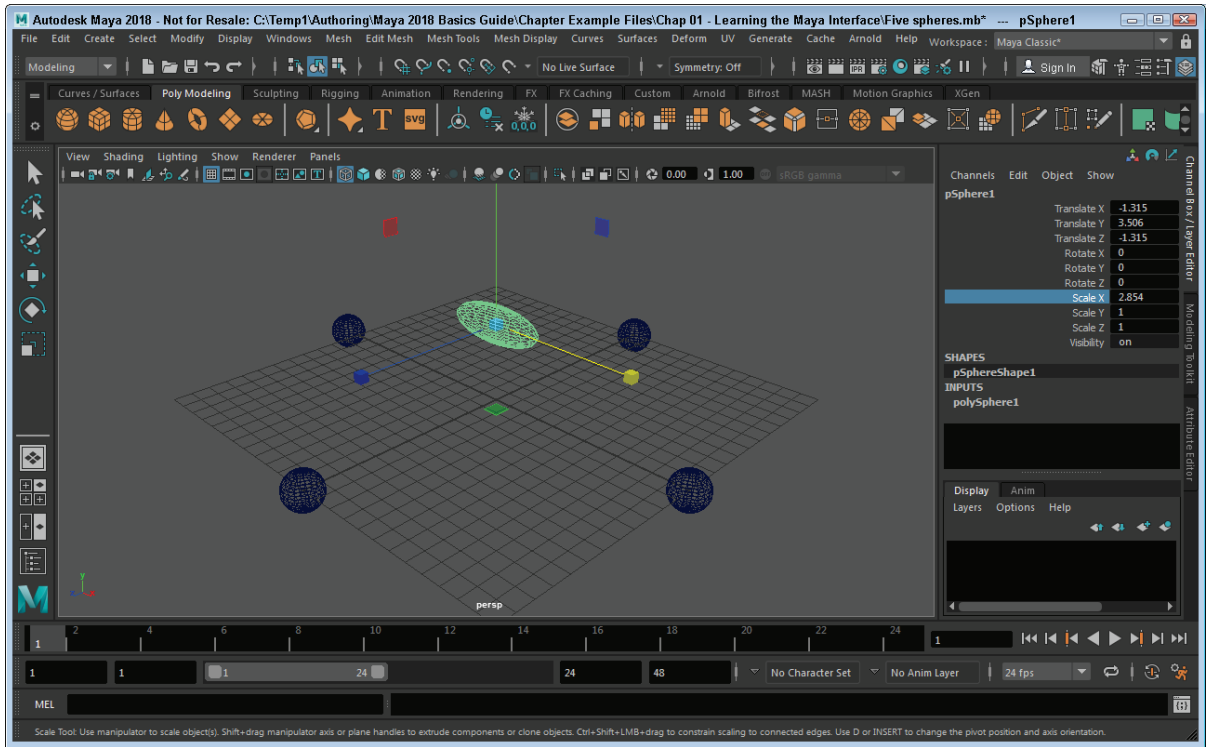 Autodesk Maya 2018 - Not for Resale: C:\Temp1\Authoring\Maya 2018 Basics Guide\Chapter Example Files\Chap 01 - Learning the Maya Interface\Five spheres.mb* --- pSphere1
File Edit Create Select Modify Display Windows Mesh Edit Mesh Mesh Tools Mesh Display Curves Surfaces Deform UV Generate Cache Arnold Help Workspace : Maya Classic*
Modeling No Live Surface Symmetry: Off IPR Sign In
Curves / Surfaces Poly Modeling Sculpting Rigging Animation Rendering FX FX Caching Custom Arnold Bifrost MASH Motion Graphics XGen
T svg 0,0,0
View Shading Lighting Show Renderer Panels
0.00 1.00 sRGB gamma
Channels Edit Object Show
pSphere1
Translate X -1.315
Translate Y 3.506
Translate Z -1.315
Rotate X 0
Rotate Y 0
Rotate Z 0
Scale X 2.854
Scale Y 1
Scale Z 1
Visibility on
SHAPES
pSphereShape1
INPUTS
polySphere1
Channel Box / Layer Editor
Modeling Toolkit
Attribute Editor
Display Anim
Layers Options Help
y
x
persp
1 2 4 6 8 10 12 14 16 18 20 22 24 1
1 1 1 24 24 48 No Character Set No Anim Layer 24 fps
MEL
Scale Tool: Use manipulator to scale object(s). Shift+drag manipulator axis or plane handles to extrude components or clone objects. Ctrl+Shift+LMB+drag to constrain scaling to connected edges. Use D or INSERT to change the pivot position and axis orientation.